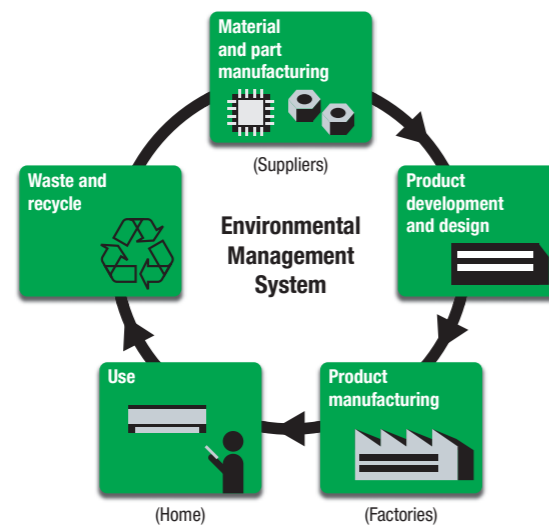 Material
and part
manufacturing
(Suppliers)
Product
development
and design
Product
manufacturing
(Factories)
Use
(Home)
Waste and
recycle
Environmental
Management
System